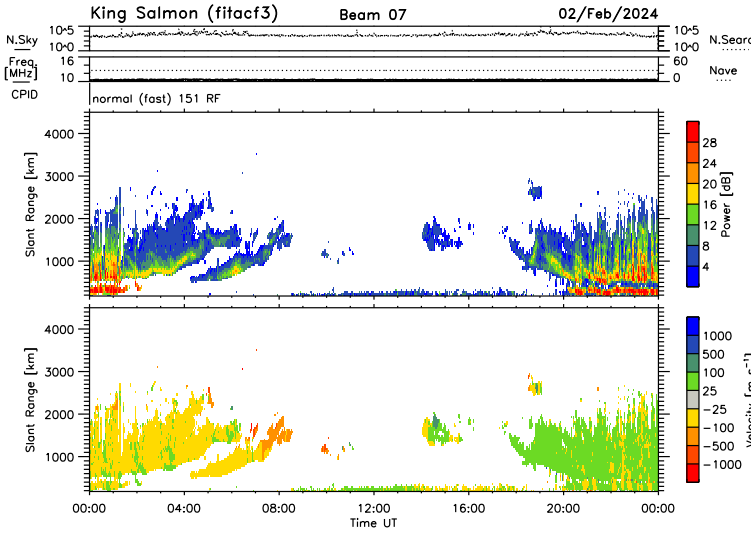 King Salmon (fitacf3) Beam 07 02/Feb/2024
N.Sky 10^5 10^0 10^5 10^0 N.Searc
Freq. [MHz] 16 10 60 0 Nave
CPID normal (fast) 151 RF
Slant Range [km] 4000 3000 2000 1000
28 24 20 16 12 8 4 Power [dB]
Slant Range [km] 4000 3000 2000 1000
1000 500 100 25 -25 -100 -500 -1000 Velocity [m s^-1]
00:00 04:00 08:00 12:00 16:00 20:00 00:00
Time UT